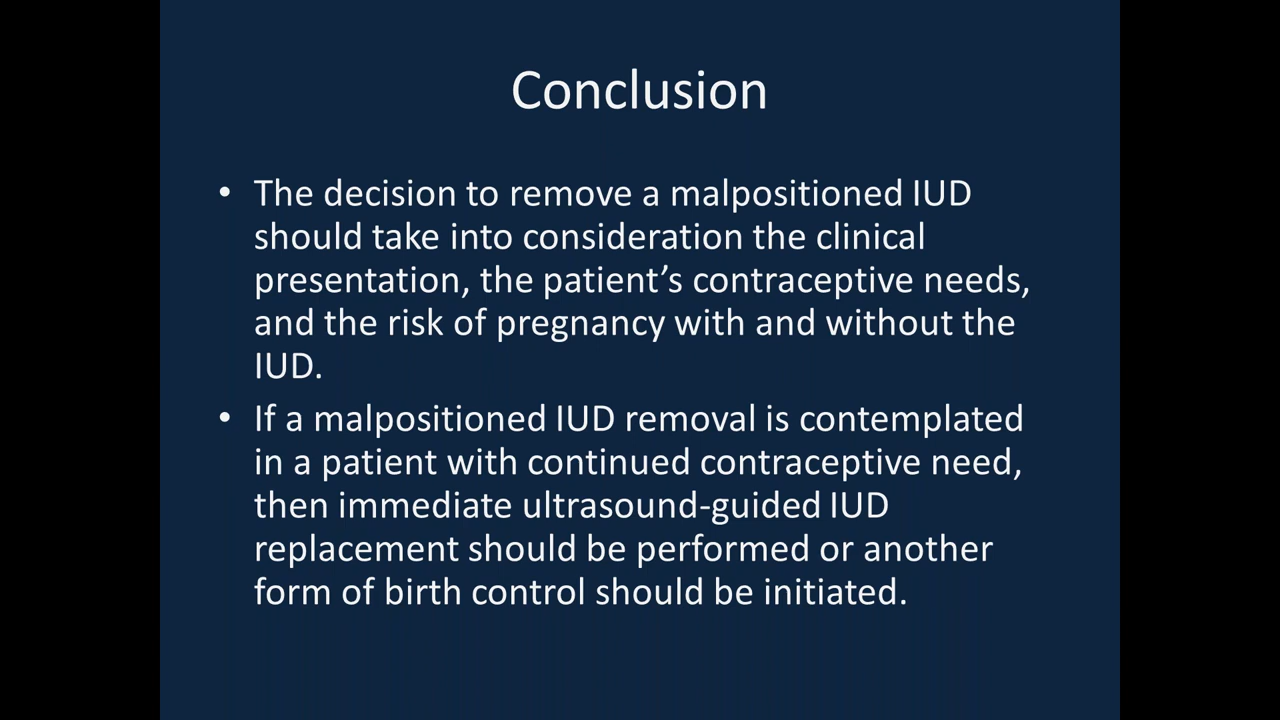 Conclusion
• The decision to remove a malpositioned IUD
should take into consideration the clinical
presentation, the patient’s contraceptive needs,
and the risk of pregnancy with and without the
IUD.
• If a malpositioned IUD removal is contemplated
in a patient with continued contraceptive need,
then immediate ultrasound-guided IUD
replacement should be performed or another
form of birth control should be initiated.